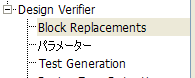 Design Verifier
Block Replacements
パラメーター
Test Generation